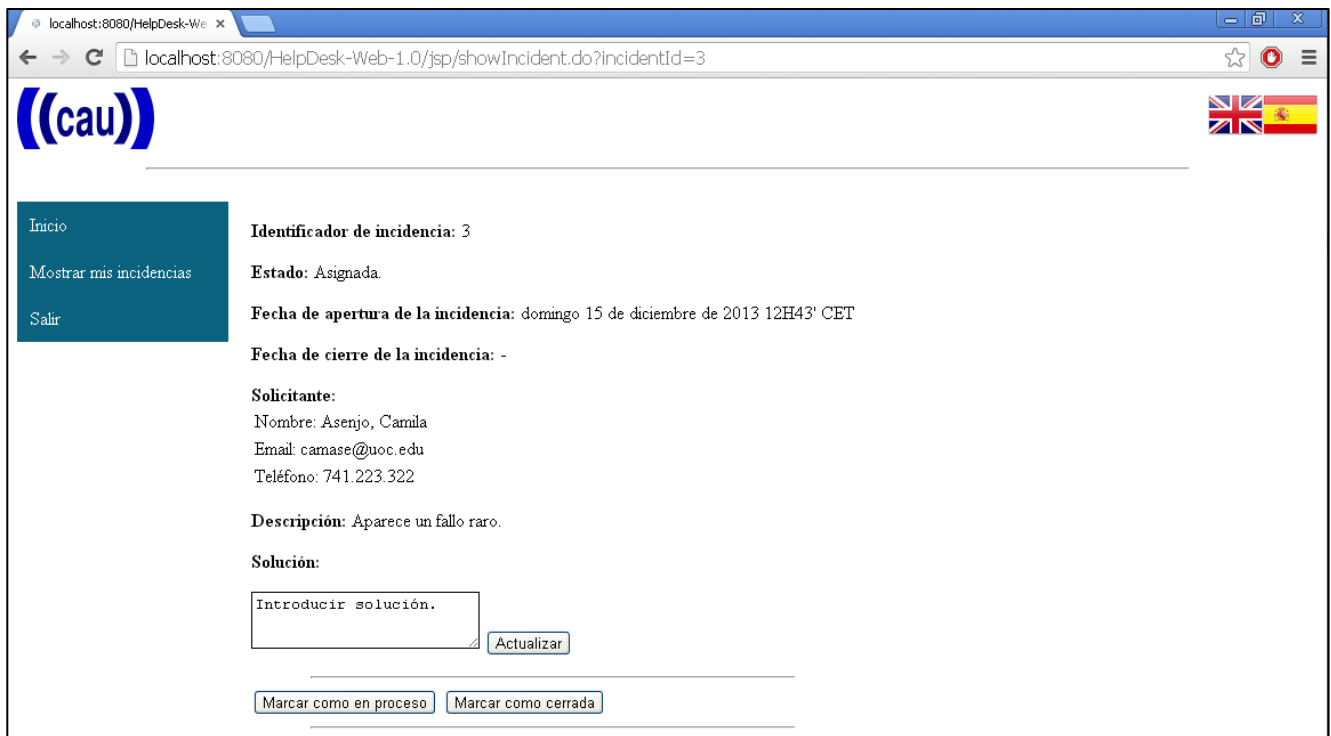 localhost:8080/HelpDesk-We
localhost:8080/HelpDesk-Web-1.0/jsp/showIncident.do?incidentId=3
((cau))
Inicio
Mostrar mis incidencias
Salir
Identificador de incidencia: 3
Estado: Asignada.
Fecha de apertura de la incidencia: domingo 15 de diciembre de 2013 12H43' CET
Fecha de cierre de la incidencia: -
Solicitante:
Nombre: Asenjo, Camila
Email: camase@uoc.edu
Teléfono: 741.223.322
Descripción: Aparece un fallo raro.
Solución:
Introducir solución.
Actualizar
Marcar como en proceso Marcar como cerrada